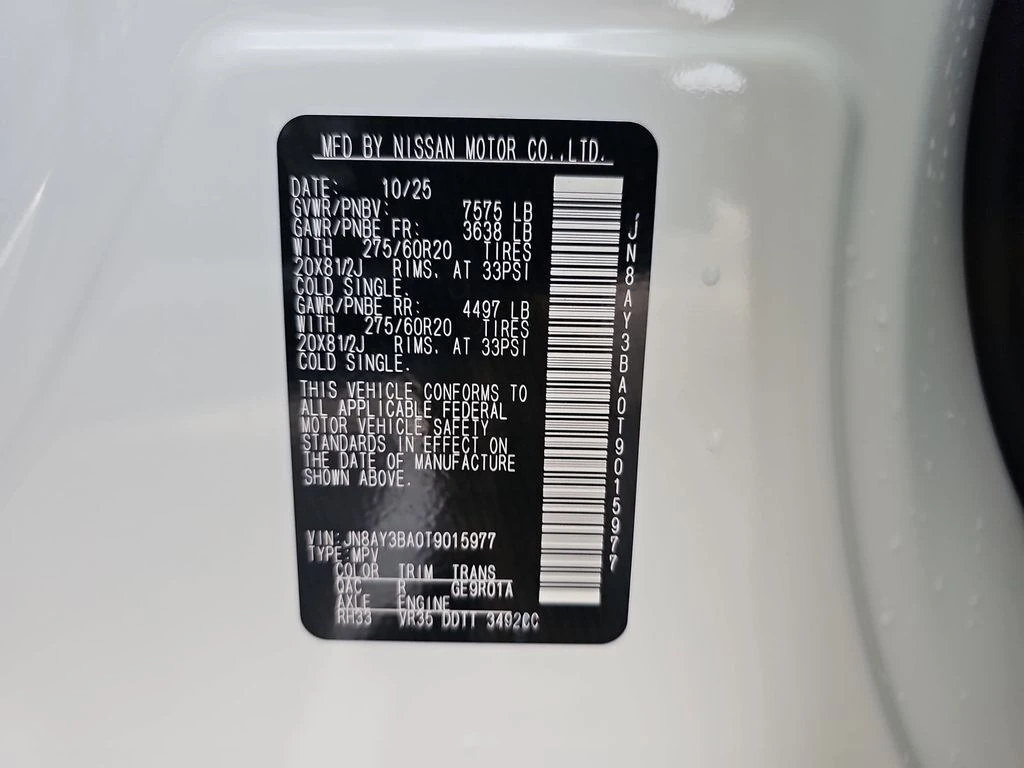 MFD BY NISSAN MOTOR CO.,LTD.
DATE: 10/25
GVWR/PNBV: 7575 LB
GAWR/PNBE FR: 3638 LB
WITH 275/60R20 TIRES
20X81/2J RIMS. AT 33PSI
COLD SINGLE.
GAWR/PNBE RR: 4497 LB
WITH 275/60R20 TIRES
20X81/2J RIMS. AT 33PSI
COLD SINGLE.
THIS VEHICLE CONFORMS TO
ALL APPLICABLE FEDERAL
MOTOR VEHICLE SAFETY
STANDARDS IN EFFECT ON
THE DATE OF MANUFACTURE
SHOWN ABOVE.
VIN:JN8AY3BA0T9015977
TYPE:MPV
COLOR TRIM TRANS
QAC R GE9R01A
AXLE ENGINE
RH33 VR35 DDTT 3492CC
JN8AY3BA0T9015977